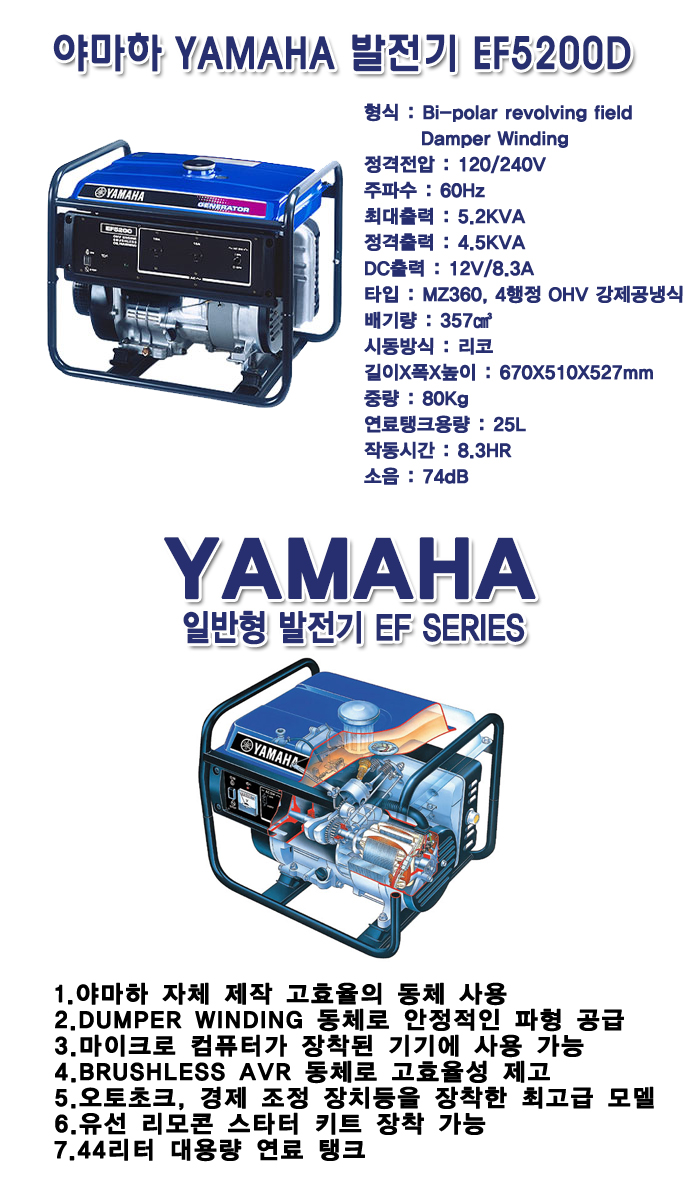 야마하 YAMAHA 발전기 EF5200D
형식 : Bi-polar revolving field
Damper Winding
정격전압 : 120/240V
주파수 : 60Hz
최대출력 : 5.2KVA
정격출력 : 4.5KVA
DC출력 : 12V/8.3A
타입 : MZ360, 4행정 OHV 강제공냉식
배기량 : 357㎤
시동방식 : 리코
길이X폭X높이 : 670X510X527mm
중량 : 80Kg
연료탱크용량 : 25L
작동시간 : 8.3HR
소음 : 74dB
YAMAHA
GENERATOR
EF5200
BRUSHLESS
YAMAHA
일반형 발전기 EF SERIES
YAMAHA
1.야마하 자체 제작 고효율의 동체 사용
2.DUMPER WINDING 동체로 안정적인 파형 공급
3.마이크로 컴퓨터가 장착된 기기에 사용 가능
4.BRUSHLESS AVR 동체로 고효율성 제고
5.오토초크, 경제 조정 장치등을 장착한 최고급 모델
6.유선 리모콘 스타터 키트 장착 가능
7.44리터 대용량 연료 탱크